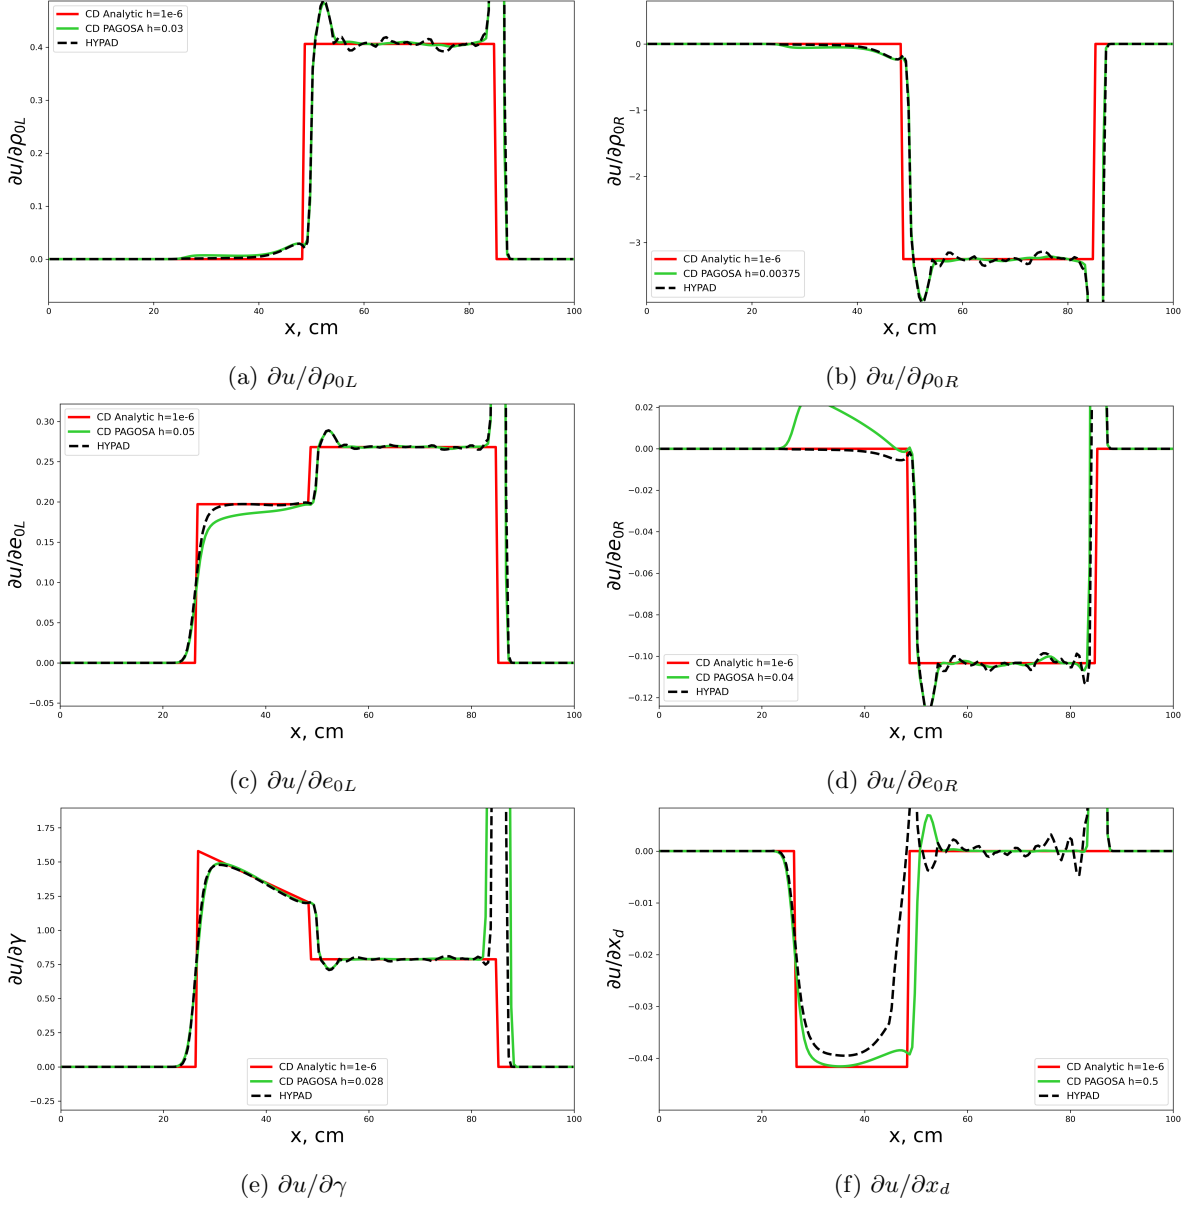 CD Analytic h=1e-6
CD PAGOSA h=0.03
HYPAD
0.4
0.3
0.2
0.1
0.0
∂u/∂ρ0L
0 20 40 60 80 100
x, cm
(a) ∂u/∂ρ0L
0
−1
−2
−3
∂u/∂ρ0R
CD Analytic h=1e-6
CD PAGOSA h=0.00375
HYPAD
0 20 40 60 80 100
x, cm
(b) ∂u/∂ρ0R
CD Analytic h=1e-6
CD PAGOSA h=0.05
HYPAD
0.30
0.25
0.20
0.15
0.10
0.05
0.00
−0.05
∂u/∂e0L
0 20 40 60 80 100
x, cm
(c) ∂u/∂e0L
0.02
0.00
−0.02
−0.04
−0.06
−0.08
−0.10
−0.12
∂u/∂e0R
CD Analytic h=1e-6
CD PAGOSA h=0.04
HYPAD
0 20 40 60 80 100
x, cm
(d) ∂u/∂e0R
1.75
1.50
1.25
1.00
0.75
0.50
0.25
0.00
−0.25
∂u/∂γ
CD Analytic h=1e-6
CD PAGOSA h=0.028
HYPAD
0 20 40 60 80 100
x, cm
(e) ∂u/∂γ
0.00
−0.01
−0.02
−0.03
−0.04
∂u/∂xd
CD Analytic h=1e-6
CD PAGOSA h=0.5
HYPAD
0 20 40 60 80 100
x, cm
(f) ∂u/∂xd